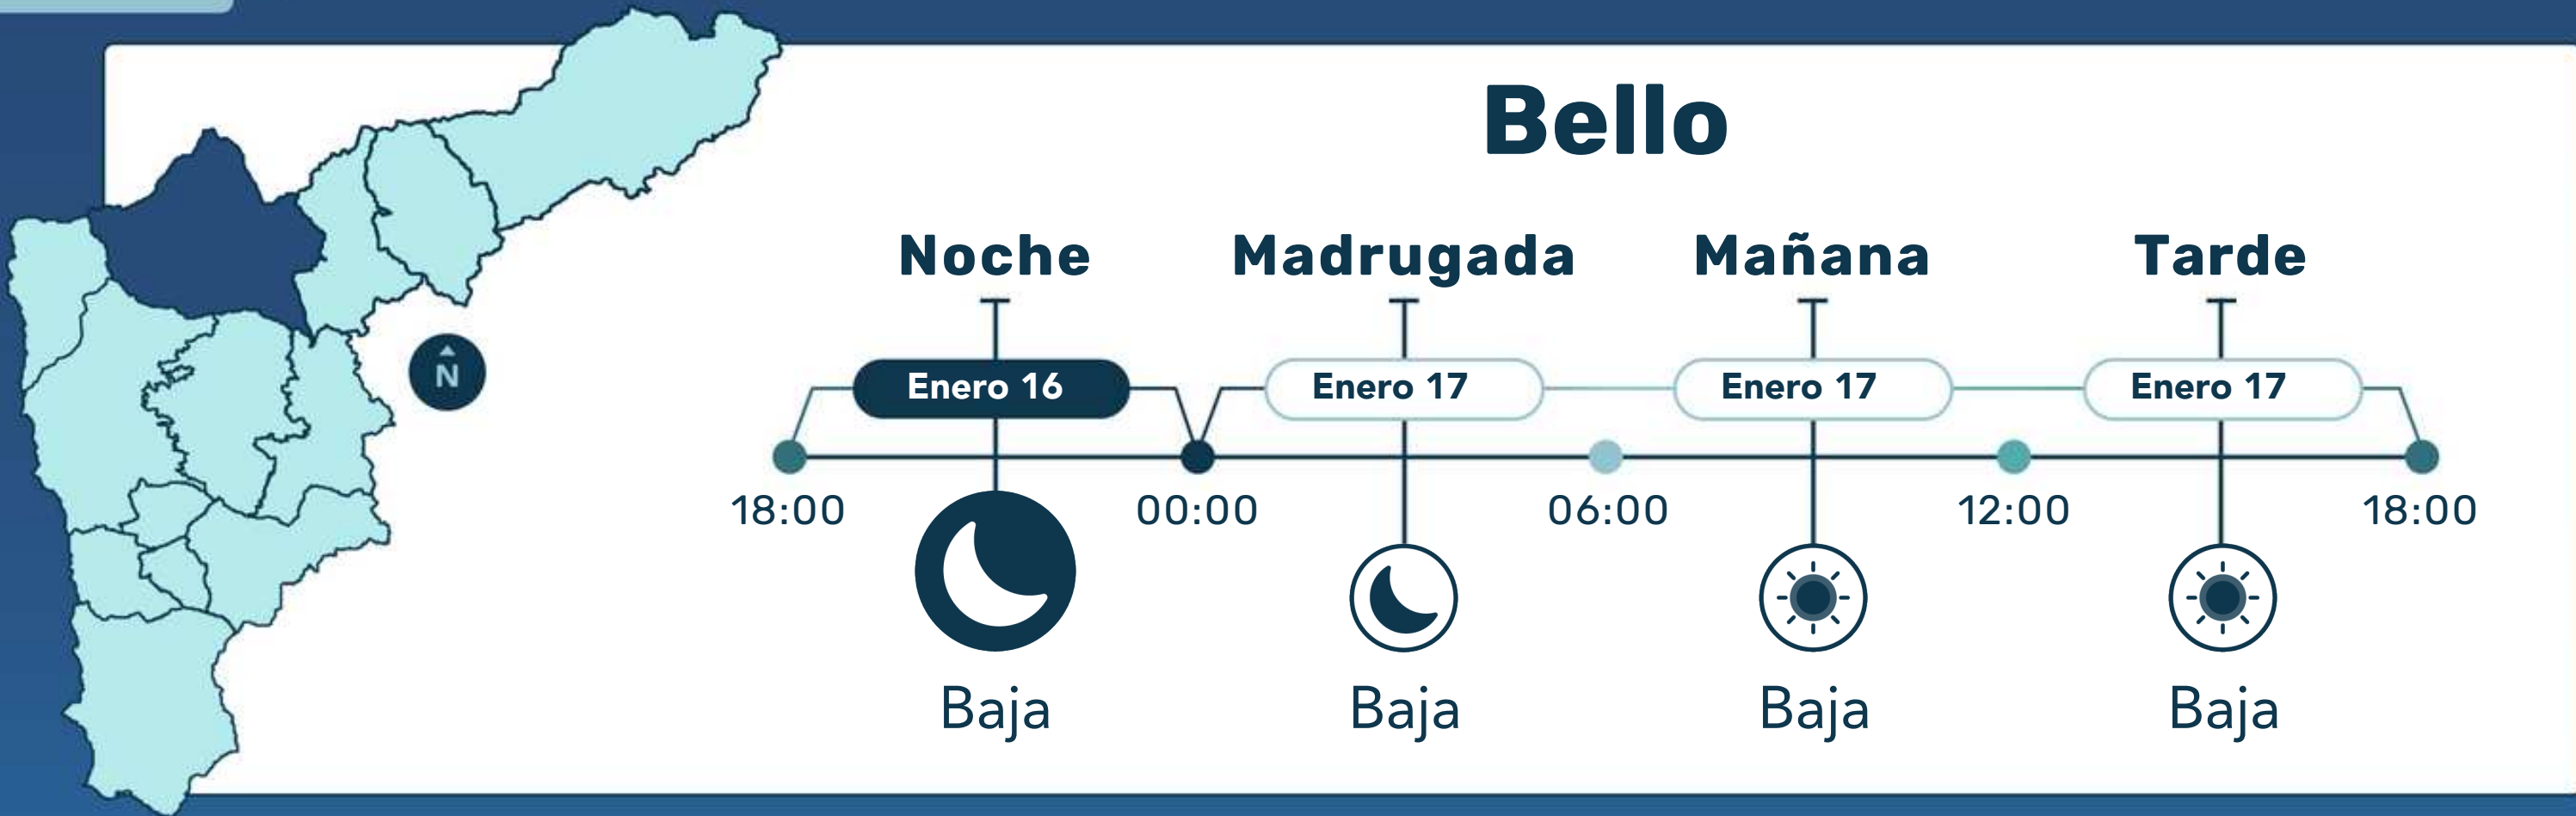 Bello
Noche Madrugada Mañana Tarde
Enero 16 Enero 17 Enero 17 Enero 17
N
18:00 00:00 06:00 12:00 18:00
Baja Baja Baja Baja